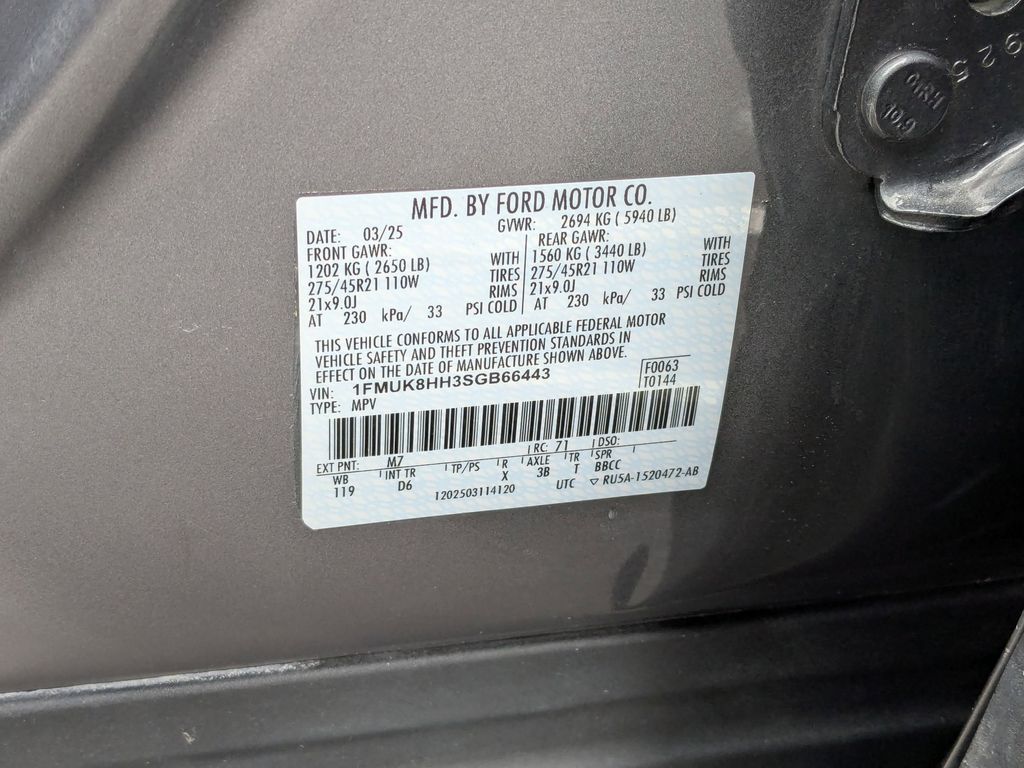 MFD. BY FORD MOTOR CO.
DATE: 03/25 GVWR: 2694 KG ( 5940 LB)
FRONT GAWR: REAR GAWR:
1202 KG ( 2650 LB) WITH 1560 KG ( 3440 LB) WITH
275/45R21 110W TIRES 275/45R21 110W TIRES
21x9.0J RIMS 21x9.0J RIMS
AT 230 kPa/ 33 PSI COLD AT 230 kPa/ 33 PSI COLD
THIS VEHICLE CONFORMS TO ALL APPLICABLE FEDERAL MOTOR
VEHICLE SAFETY AND THEFT PREVENTION STANDARDS IN
EFFECT ON THE DATE OF MANUFACTURE SHOWN ABOVE.
VIN: 1FMUK8HH3SGB66443 F0063
TYPE: MPV T0144
EXT PNT: M7 RC: 71 DSO:
WB INT TR TP/PS R AXLE TR SPR
119 D6 X 3B T BBCC
1202503114120 UTC ▽ RU5A-1520472-AB
925
10.9